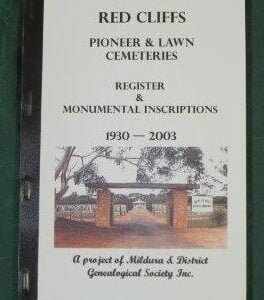 RED CLIFFS
PIONEER & LAWN
CEMETERIES
REGISTER
&
MONUMENTAL INSCRIPTIONS
1930 — 2003
A project of Mildura & District
Genealogical Society Inc.